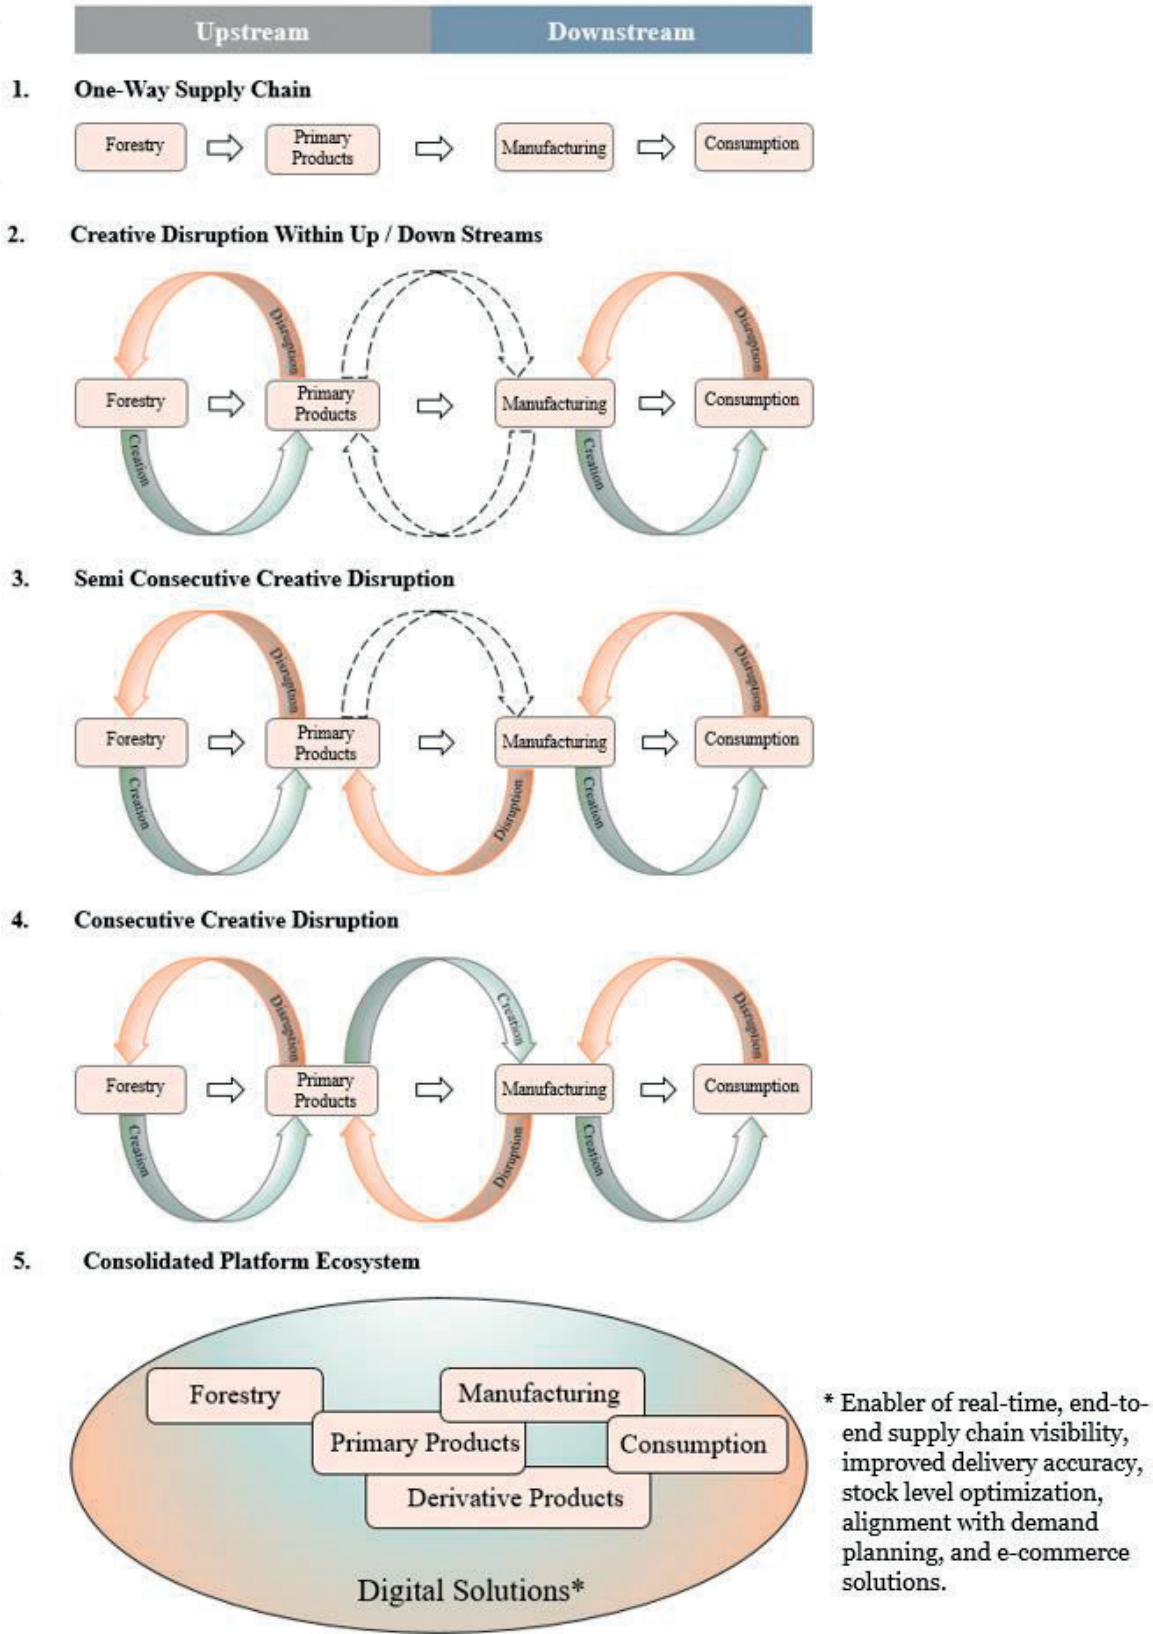 Upstream
Downstream
1. One-Way Supply Chain
Forestry
Primary
Products
Manufacturing
Consumption
2. Creative Disruption Within Up / Down Streams
Disruption
Disruption
Forestry
Primary
Products
Manufacturing
Consumption
Creation
Creation
3. Semi Consecutive Creative Disruption
Disruption
Disruption
Forestry
Primary
Products
Manufacturing
Consumption
Creation
Disruption
Creation
4. Consecutive Creative Disruption
Disruption
Creation
Disruption
Forestry
Primary
Products
Manufacturing
Consumption
Creation
Disruption
Creation
5. Consolidated Platform Ecosystem
Forestry
Manufacturing
Primary Products
Consumption
Derivative Products
Digital Solutions*
* Enabler of real-time, end-to-
end supply chain visibility,
improved delivery accuracy,
stock level optimization,
alignment with demand
planning, and e-commerce
solutions.